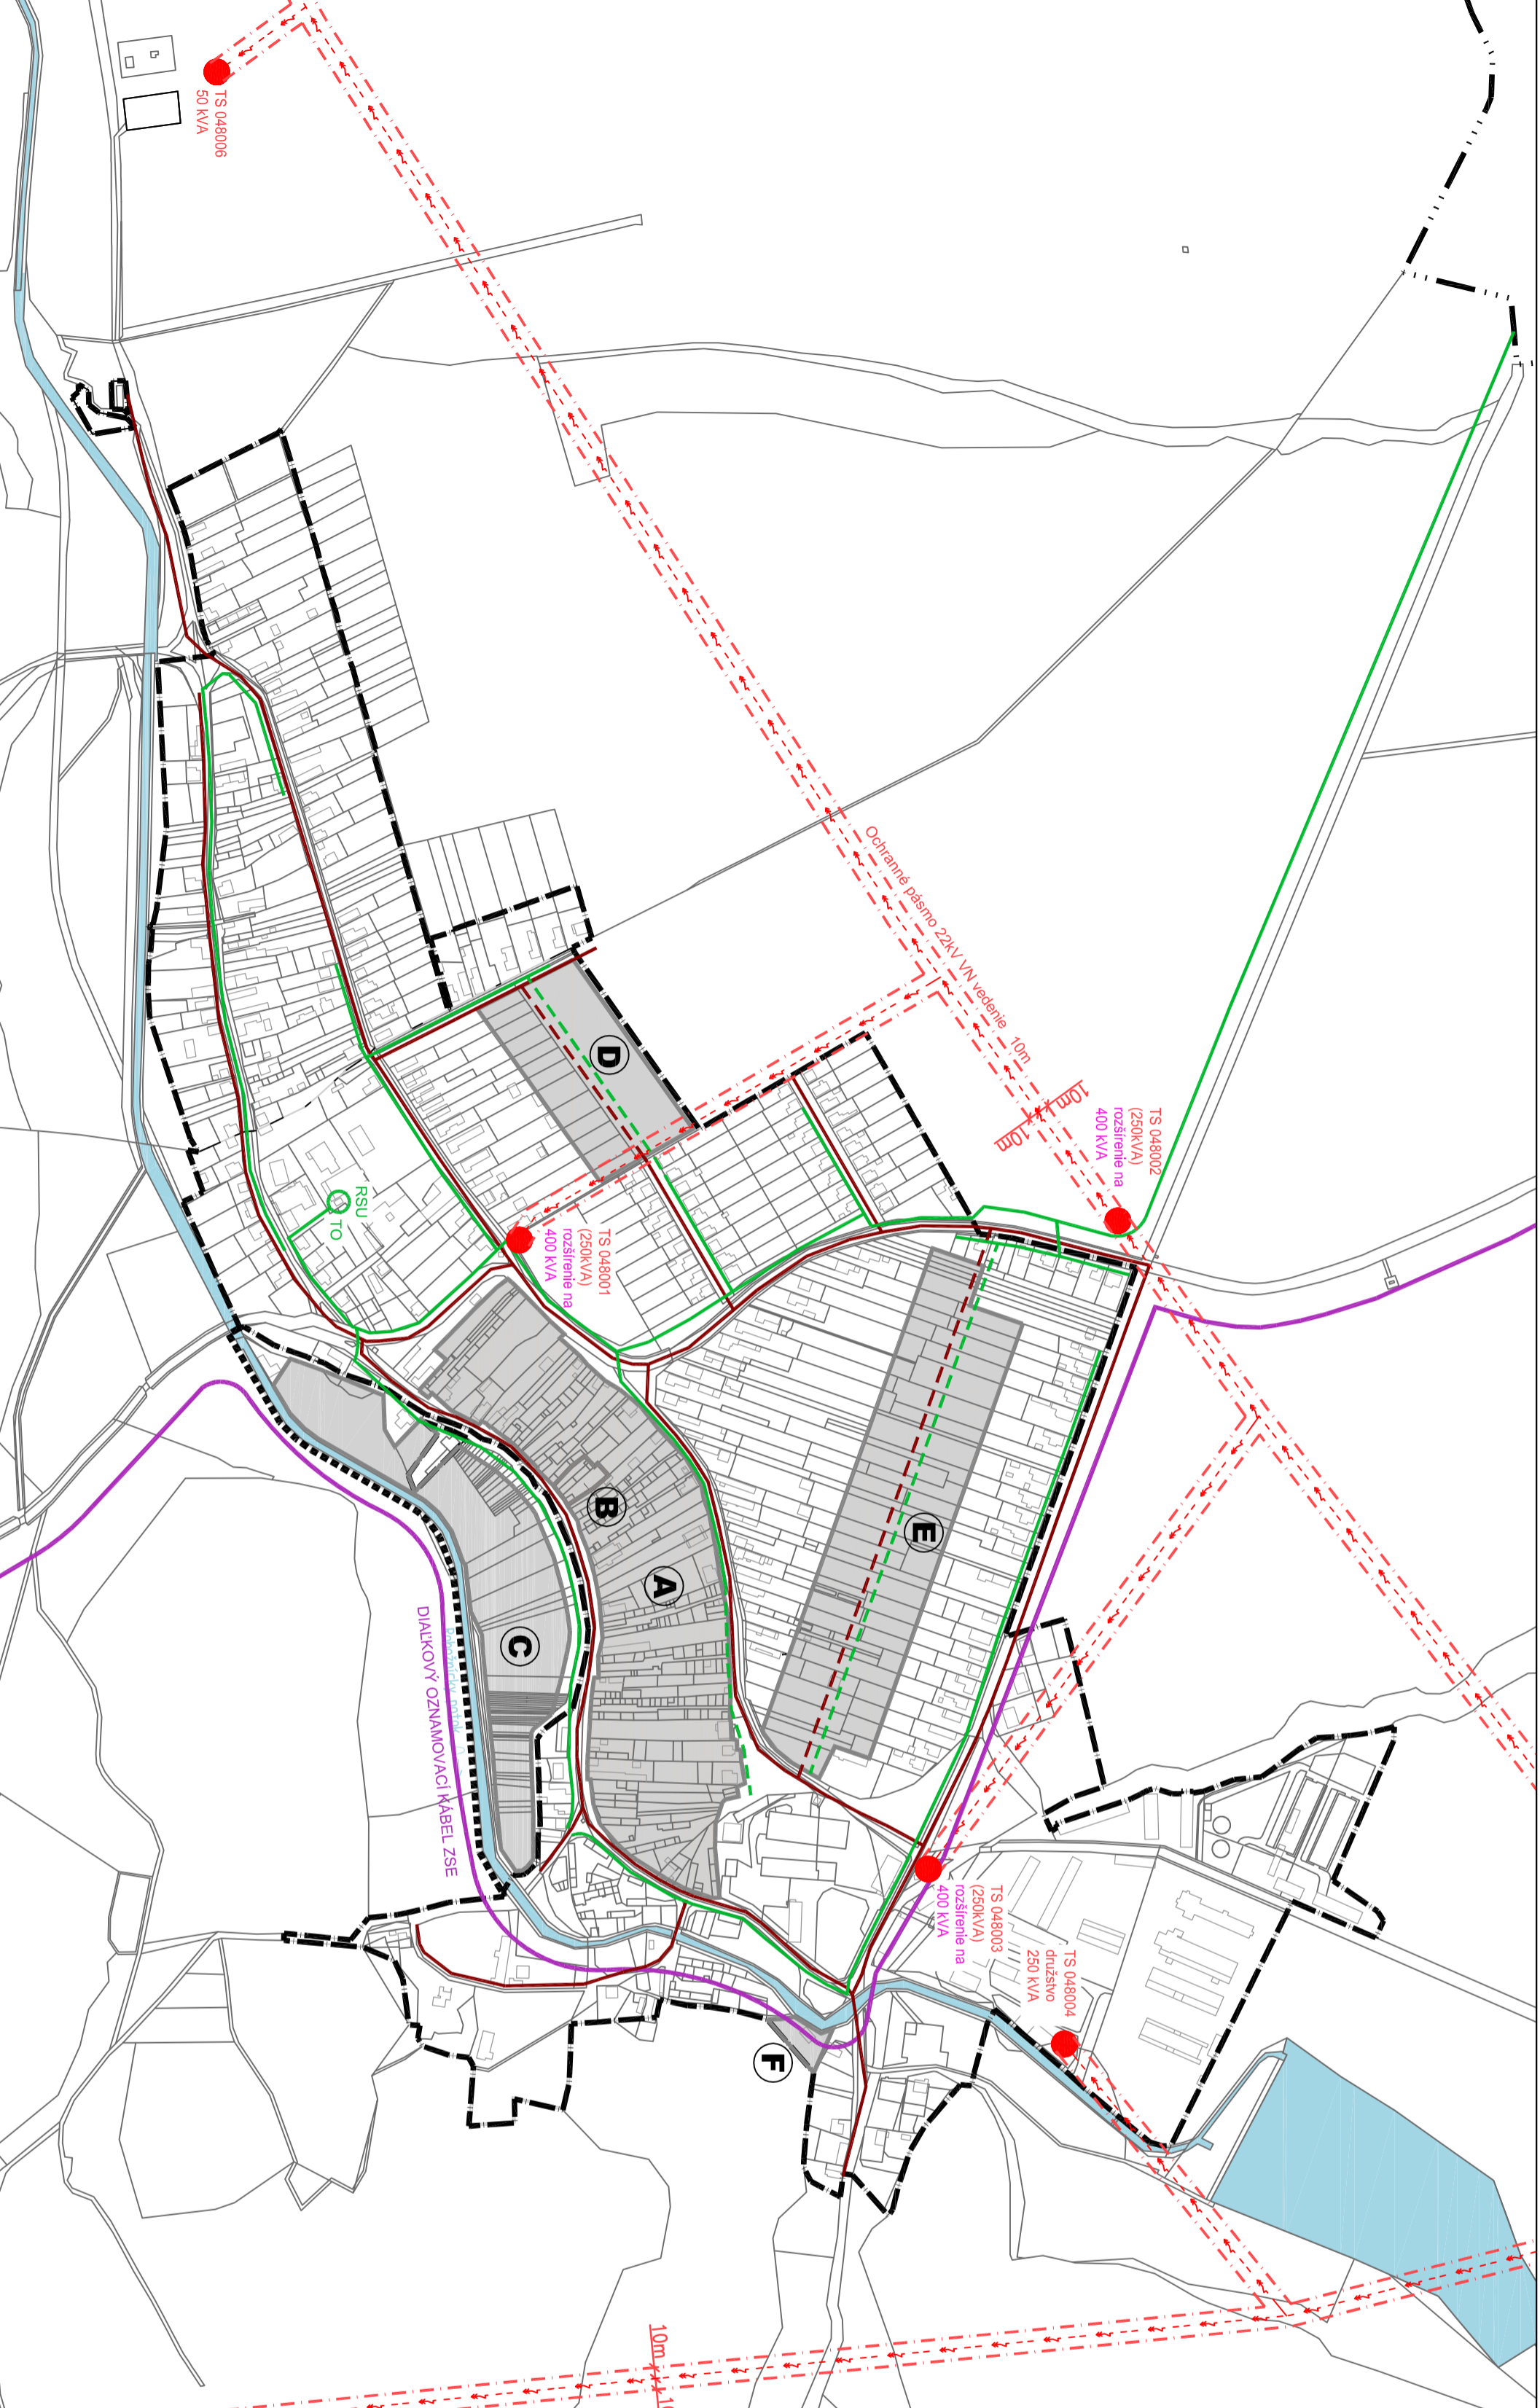 TS 048006
50 kVA
Ochranné pásmo 22kV VN vedenie 10m
10m
10m
TS 048002
(250kVA)
rozšírenie na
400 kVA
D
RSU
TO
TS 048001
(250kVA)
rozšírenie na
400 kVA
E
B
A
C
DIAĽKOVÝ OZNAMOVACÍ KÁBEL ZSE
potok
TS 048003
(250kVA)
rozšírenie na
400 kVA
TS 048004
družstvo
250 kVA
F
10m